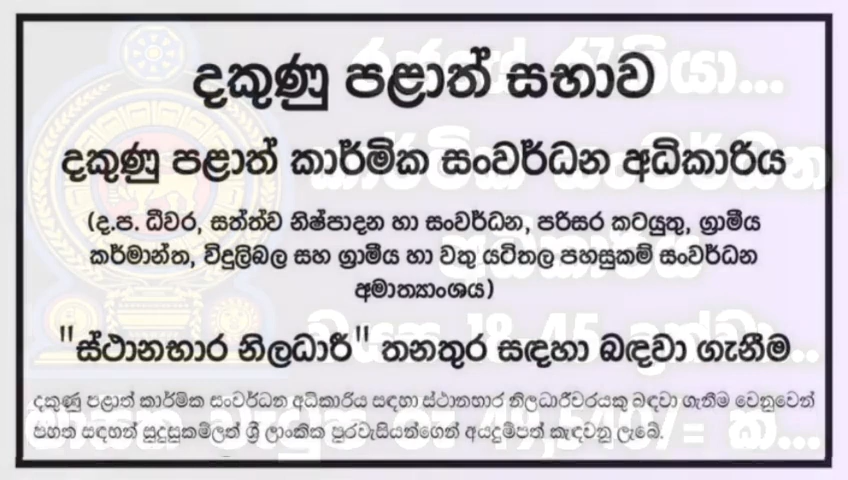 දකුණු පළාත් සභාව
දකුණු පළාත් කාර්මික සංවර්ධන අධිකාරිය
(ද.ප. ධීවර, සත්ත්ව නිෂ්පාදන හා සංවර්ධන, පරිසර කටයුතු, ග්‍රාමීය
කර්මාන්ත, විදුලිබල සහ ග්‍රාමීය හා වතු යටිතල පහසුකම් සංවර්ධන
අමාත්‍යාංශය)
"ස්ථානභාර නිලධාරී" තනතුර සඳහා බඳවා ගැනීම
දකුණු පළාත් කාර්මික සංවර්ධන අධිකාරිය සඳහා ස්ථානභාර නිලධාරීවරයකු බඳවා ගැනීම වෙනුවෙන්
පහත සඳහන් සුදුසුකම්ලත් ශ්‍රී ලාංකික පුරවැසියන්ගෙන් අයදුම්පත් කැඳවනු ලැබේ.